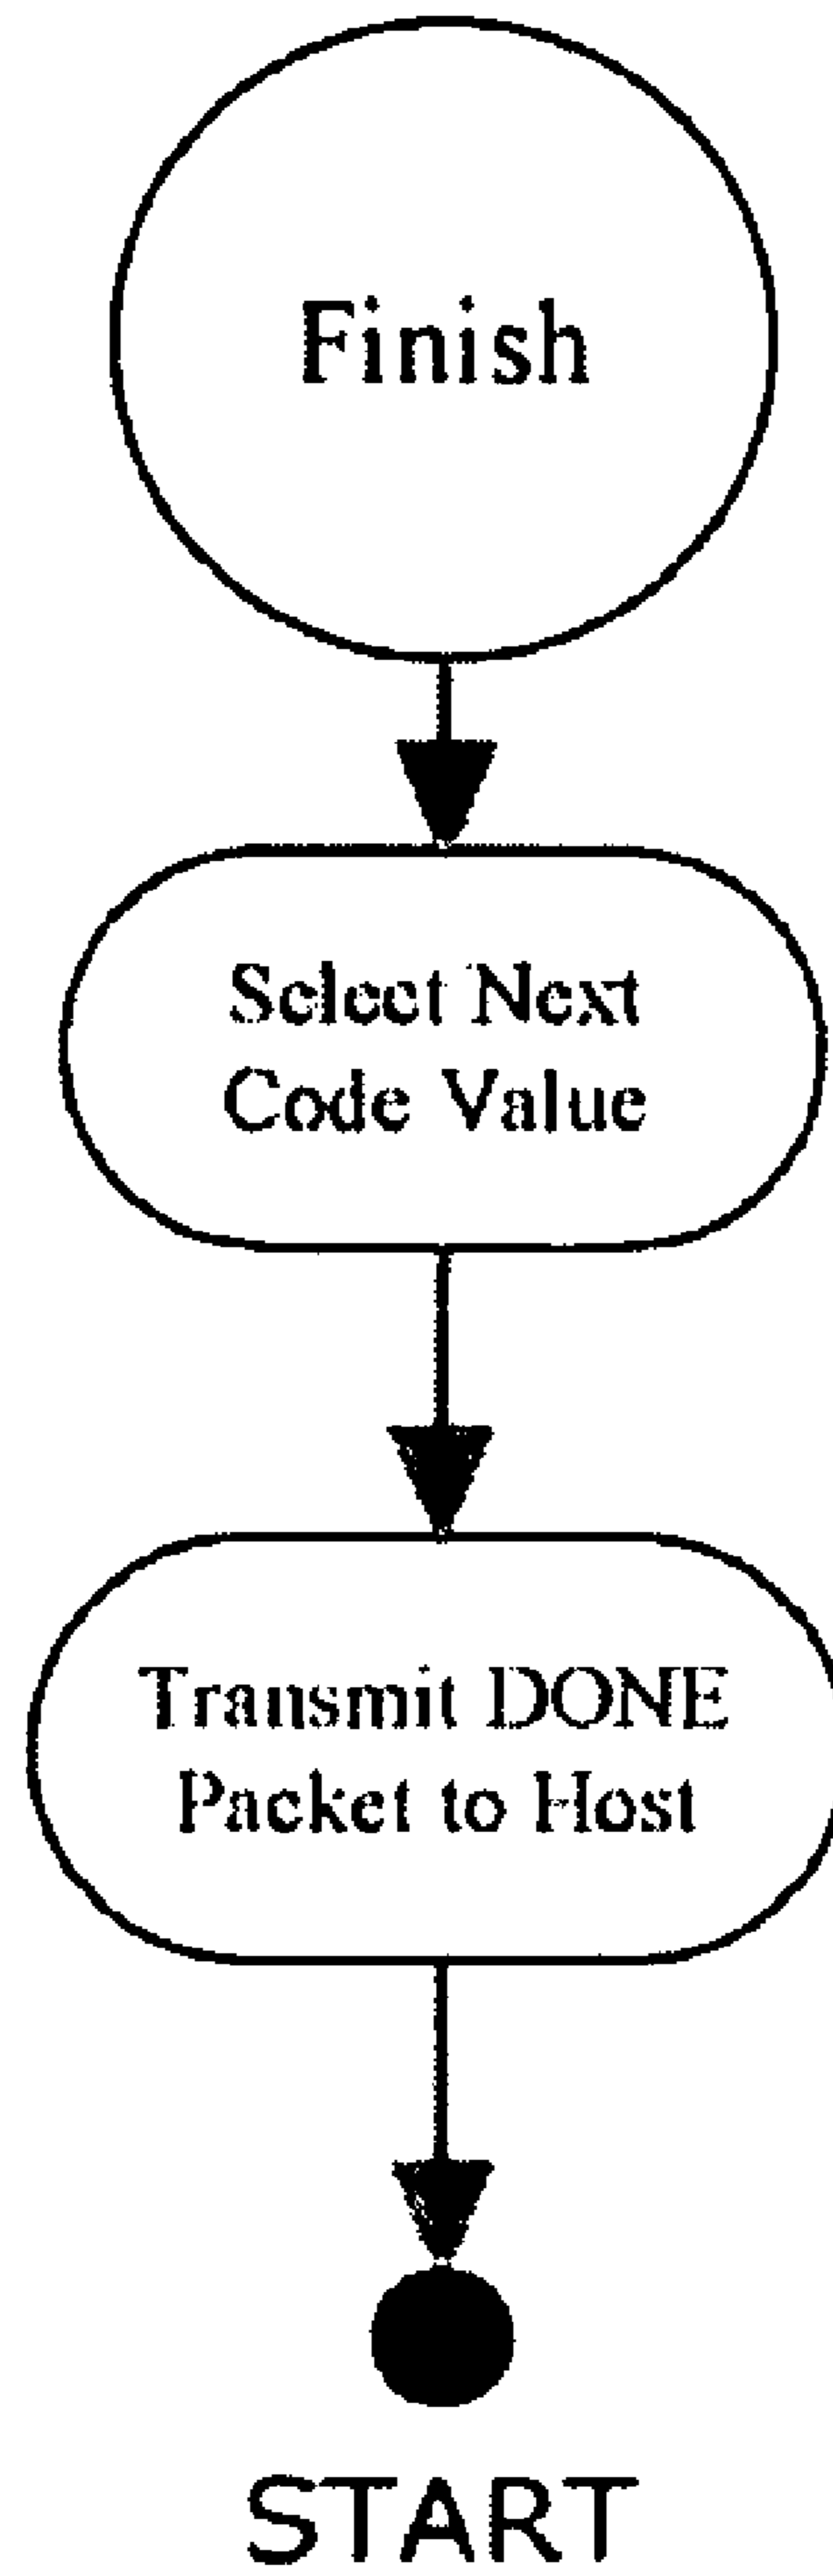 Finish
Select Next
Code Value
Transmit DONE
Packet to Host
START